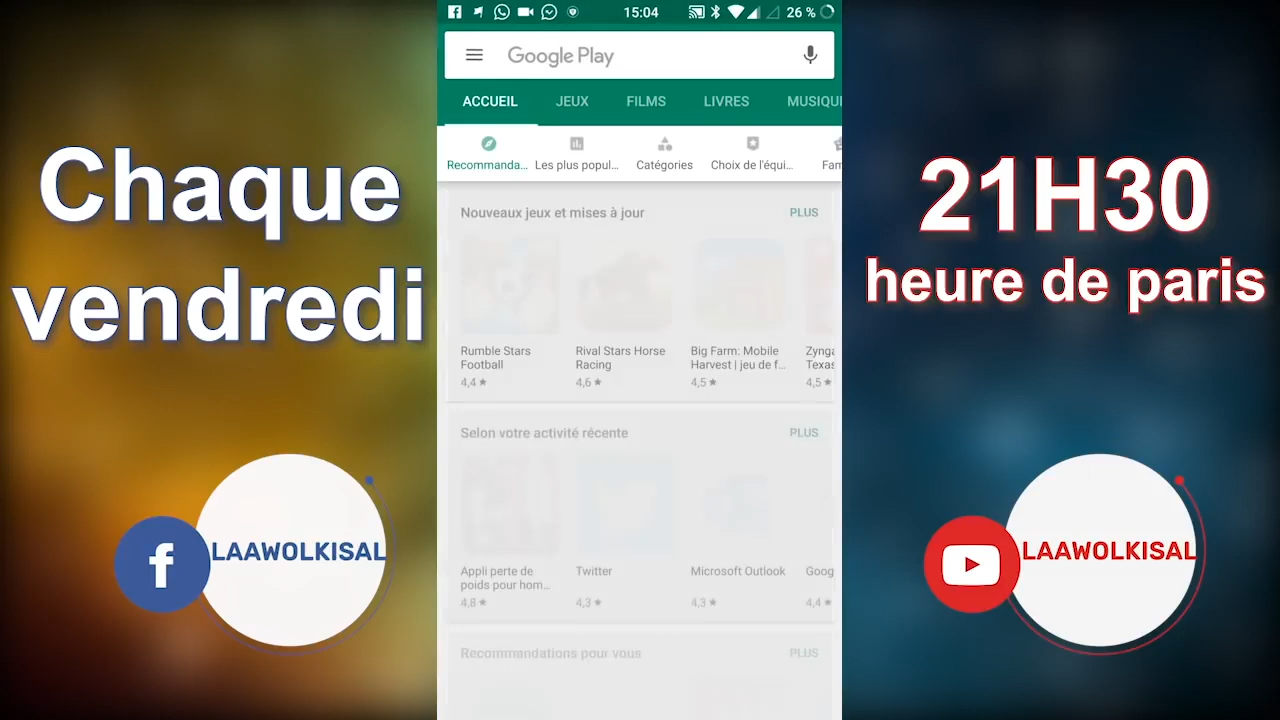 Chaque
vendredi
LAAWOLKISAL
15:04
26 %
Google Play
ACCUEIL JEUX FILMS LIVRES MUSIQU
Recommanda... Les plus popul... Catégories Choix de l'équi... Fam
Nouveaux jeux et mises à jour PLUS
Rumble Stars
Football
4,4 ★
Rival Stars Horse
Racing
4,6 ★
Big Farm: Mobile
Harvest | jeu de f...
4,5 ★
Zynga
Texas
4,5 ★
Selon votre activité récente PLUS
Appli perte de
poids pour hom...
4,8 ★
Twitter
4,3 ★
Microsoft Outlook
4,3 ★
Goog
4,4 ★
Recommandations pour vous PLUS
21H30
heure de paris
LAAWOLKISAL